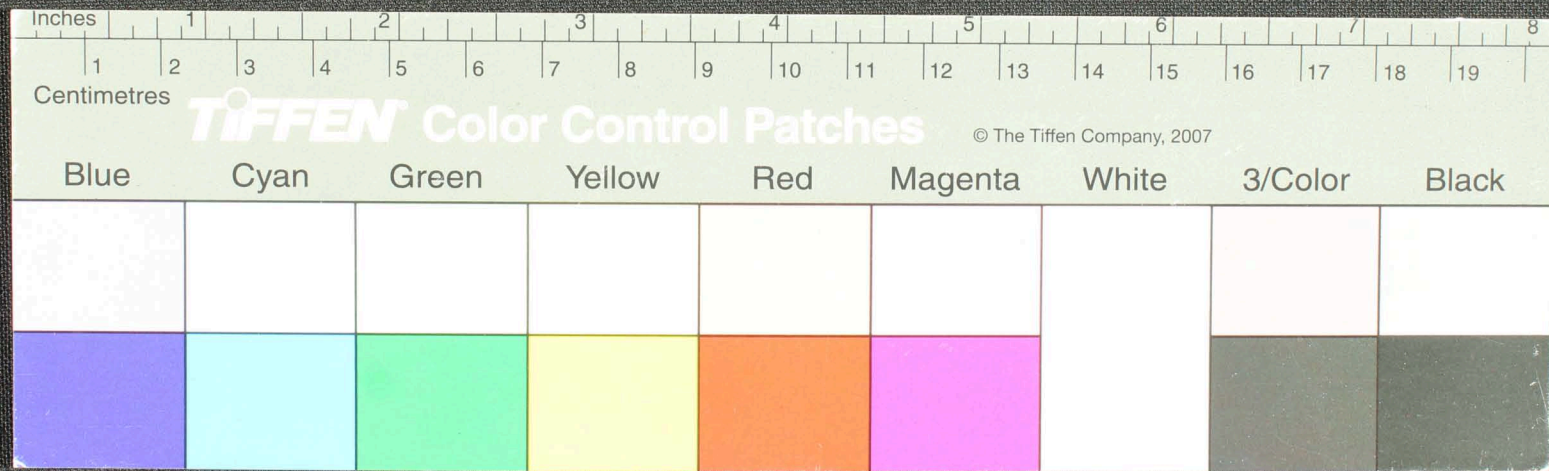 Inches 1 2 3 4 5 6 7 8
1 2 3 4 5 6 7 8 9 10 11 12 13 14 15 16 17 18 19
Centimetres
TIFFEN Color Control Patches © The Tiffen Company, 2007
Blue Cyan Green Yellow Red Magenta White 3/Color Black